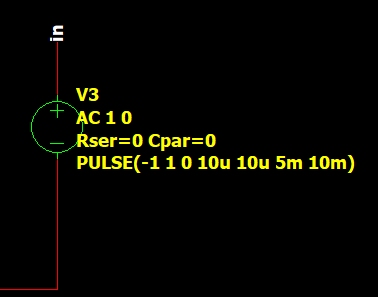 in
V3
AC 1 0
Rser=0 Cpar=0
PULSE(-1 1 0 10u 10u 5m 10m)